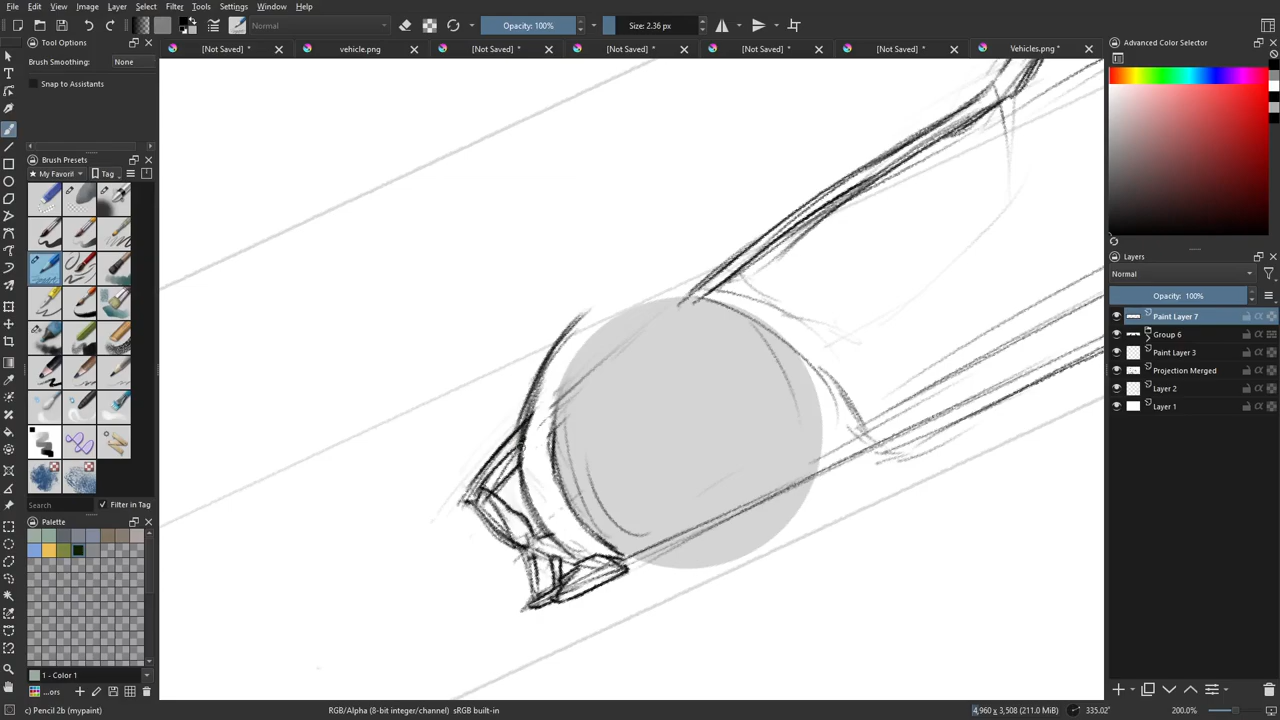 File Edit View Image Layer Select Filter Tools Settings Window Help
Normal Opacity: 100% Size: 2.36 px
Tool Options [Not Saved] * vehicle.png [Not Saved] * [Not Saved] * [Not Saved] * [Not Saved] * Vehicles.png * Advanced Color Selector
Brush Smoothing: None
Snap to Assistants
Brush Presets
My Favorit Tag
Layers
Normal
Opacity: 100%
Paint Layer 7
Group 6
Paint Layer 3
Projection Merged
Layer 2
Layer 1
Search Filter in Tag
Palette
1 - Color 1
...ors
c) Pencil 2b (mypaint) RGB/Alpha (8-bit integer/channel) sRGB built-in 4,960 x 3,508 (211.0 MiB) 335.02° 200.0%